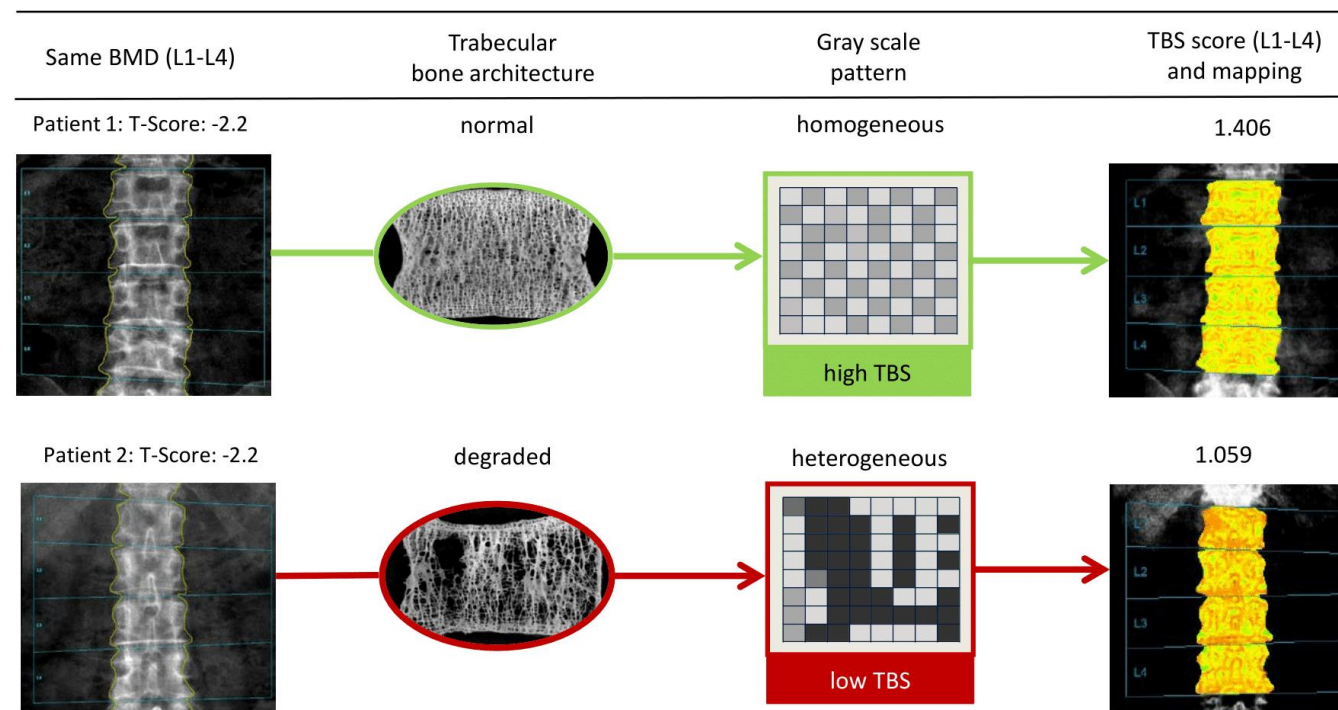 Same BMD (L1-L4)
Trabecular
bone architecture
Gray scale
pattern
TBS score (L1-L4)
and mapping
Patient 1: T-Score: -2.2
normal
homogeneous
1.406
L1
L2
L3
L4
high TBS
Patient 2: T-Score: -2.2
degraded
heterogeneous
1.059
L2
L3
L4
low TBS